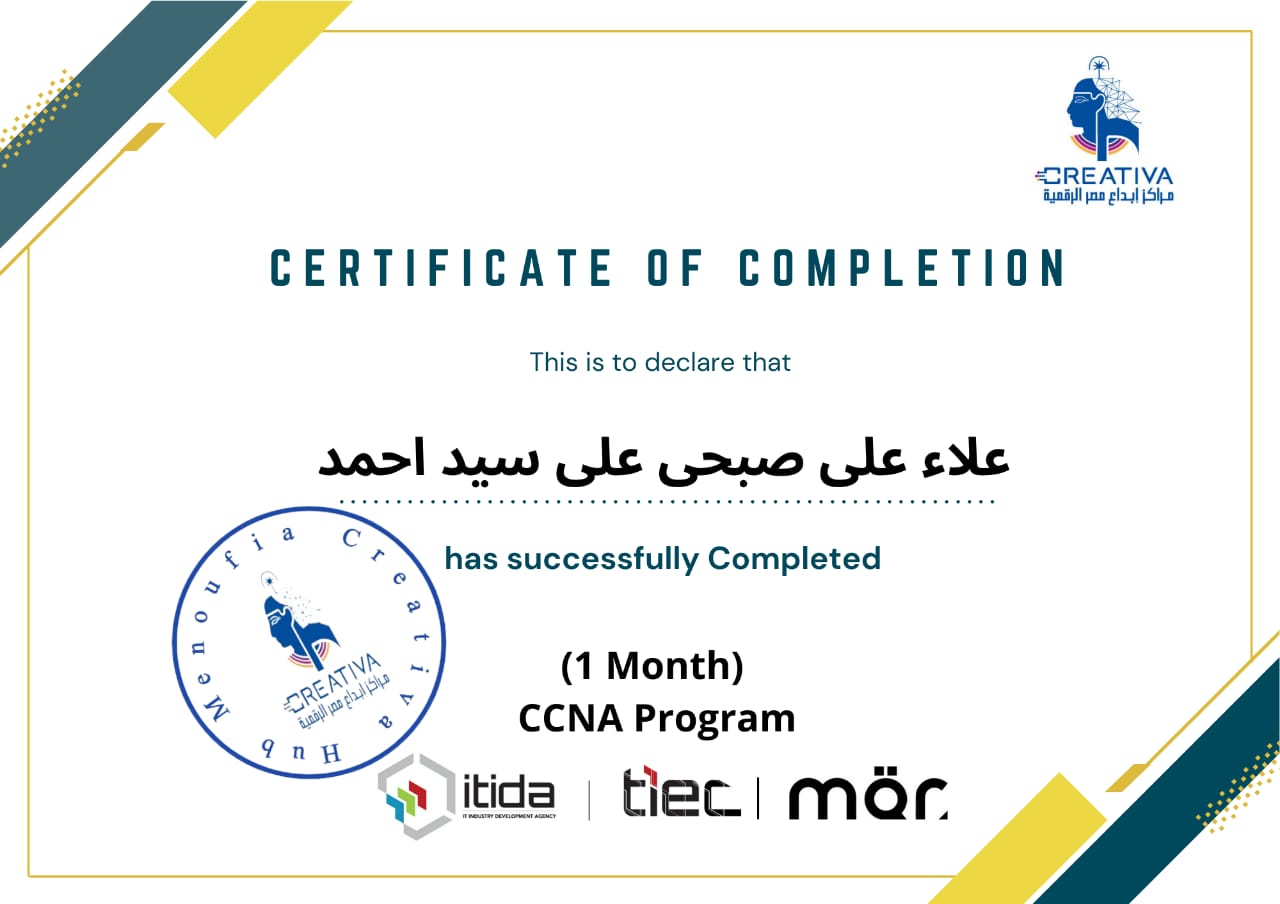 CREATIVA
مراكز إبداع مصر الرقمية
CERTIFICATE OF COMPLETION
This is to declare that
علاء على صبحى على سيد احمد
has successfully Completed
Menoufia Creativa Hub
CREATIVA
مراكز إبداع مصر الرقمية
(1 Month)
CCNA Program
itida
IT INDUSTRY DEVELOPMENT AGENCY
tiec
mär